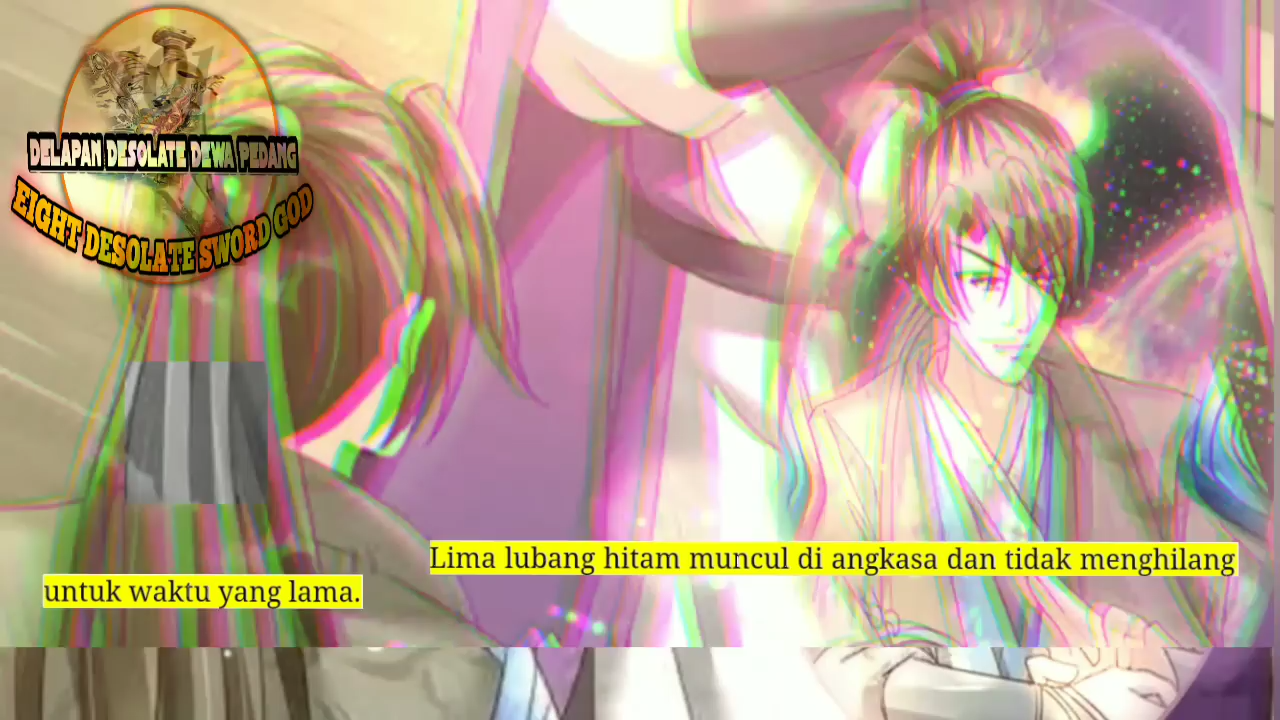 DELAPAN DESOLATE DEWA PEDANG
EIGHT DESOLATE SWORD GOD
Lima lubang hitam muncul di angkasa dan tidak menghilang
untuk waktu yang lama.